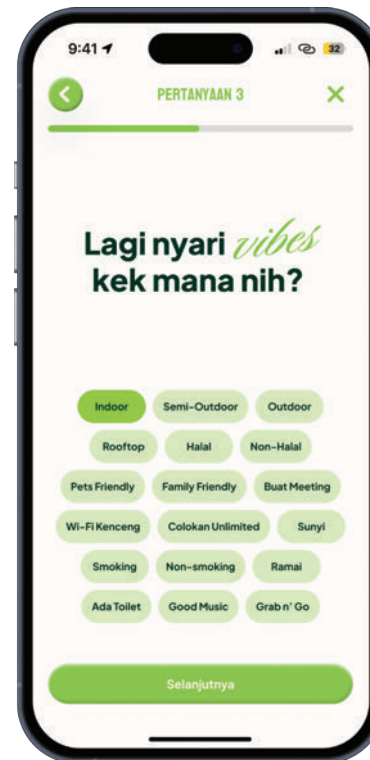 9:41
32
PERTANYAAN 3
Lagi nyari vibes
kek mana nih?
Indoor Semi-Outdoor Outdoor
Rooftop Halal Non-Halal
Pets Friendly Family Friendly Buat Meeting
Wi-Fi Kenceng Colokan Unlimited Sunyi
Smoking Non-smoking Ramai
Ada Toilet Good Music Grab n' Go
Selanjutnya